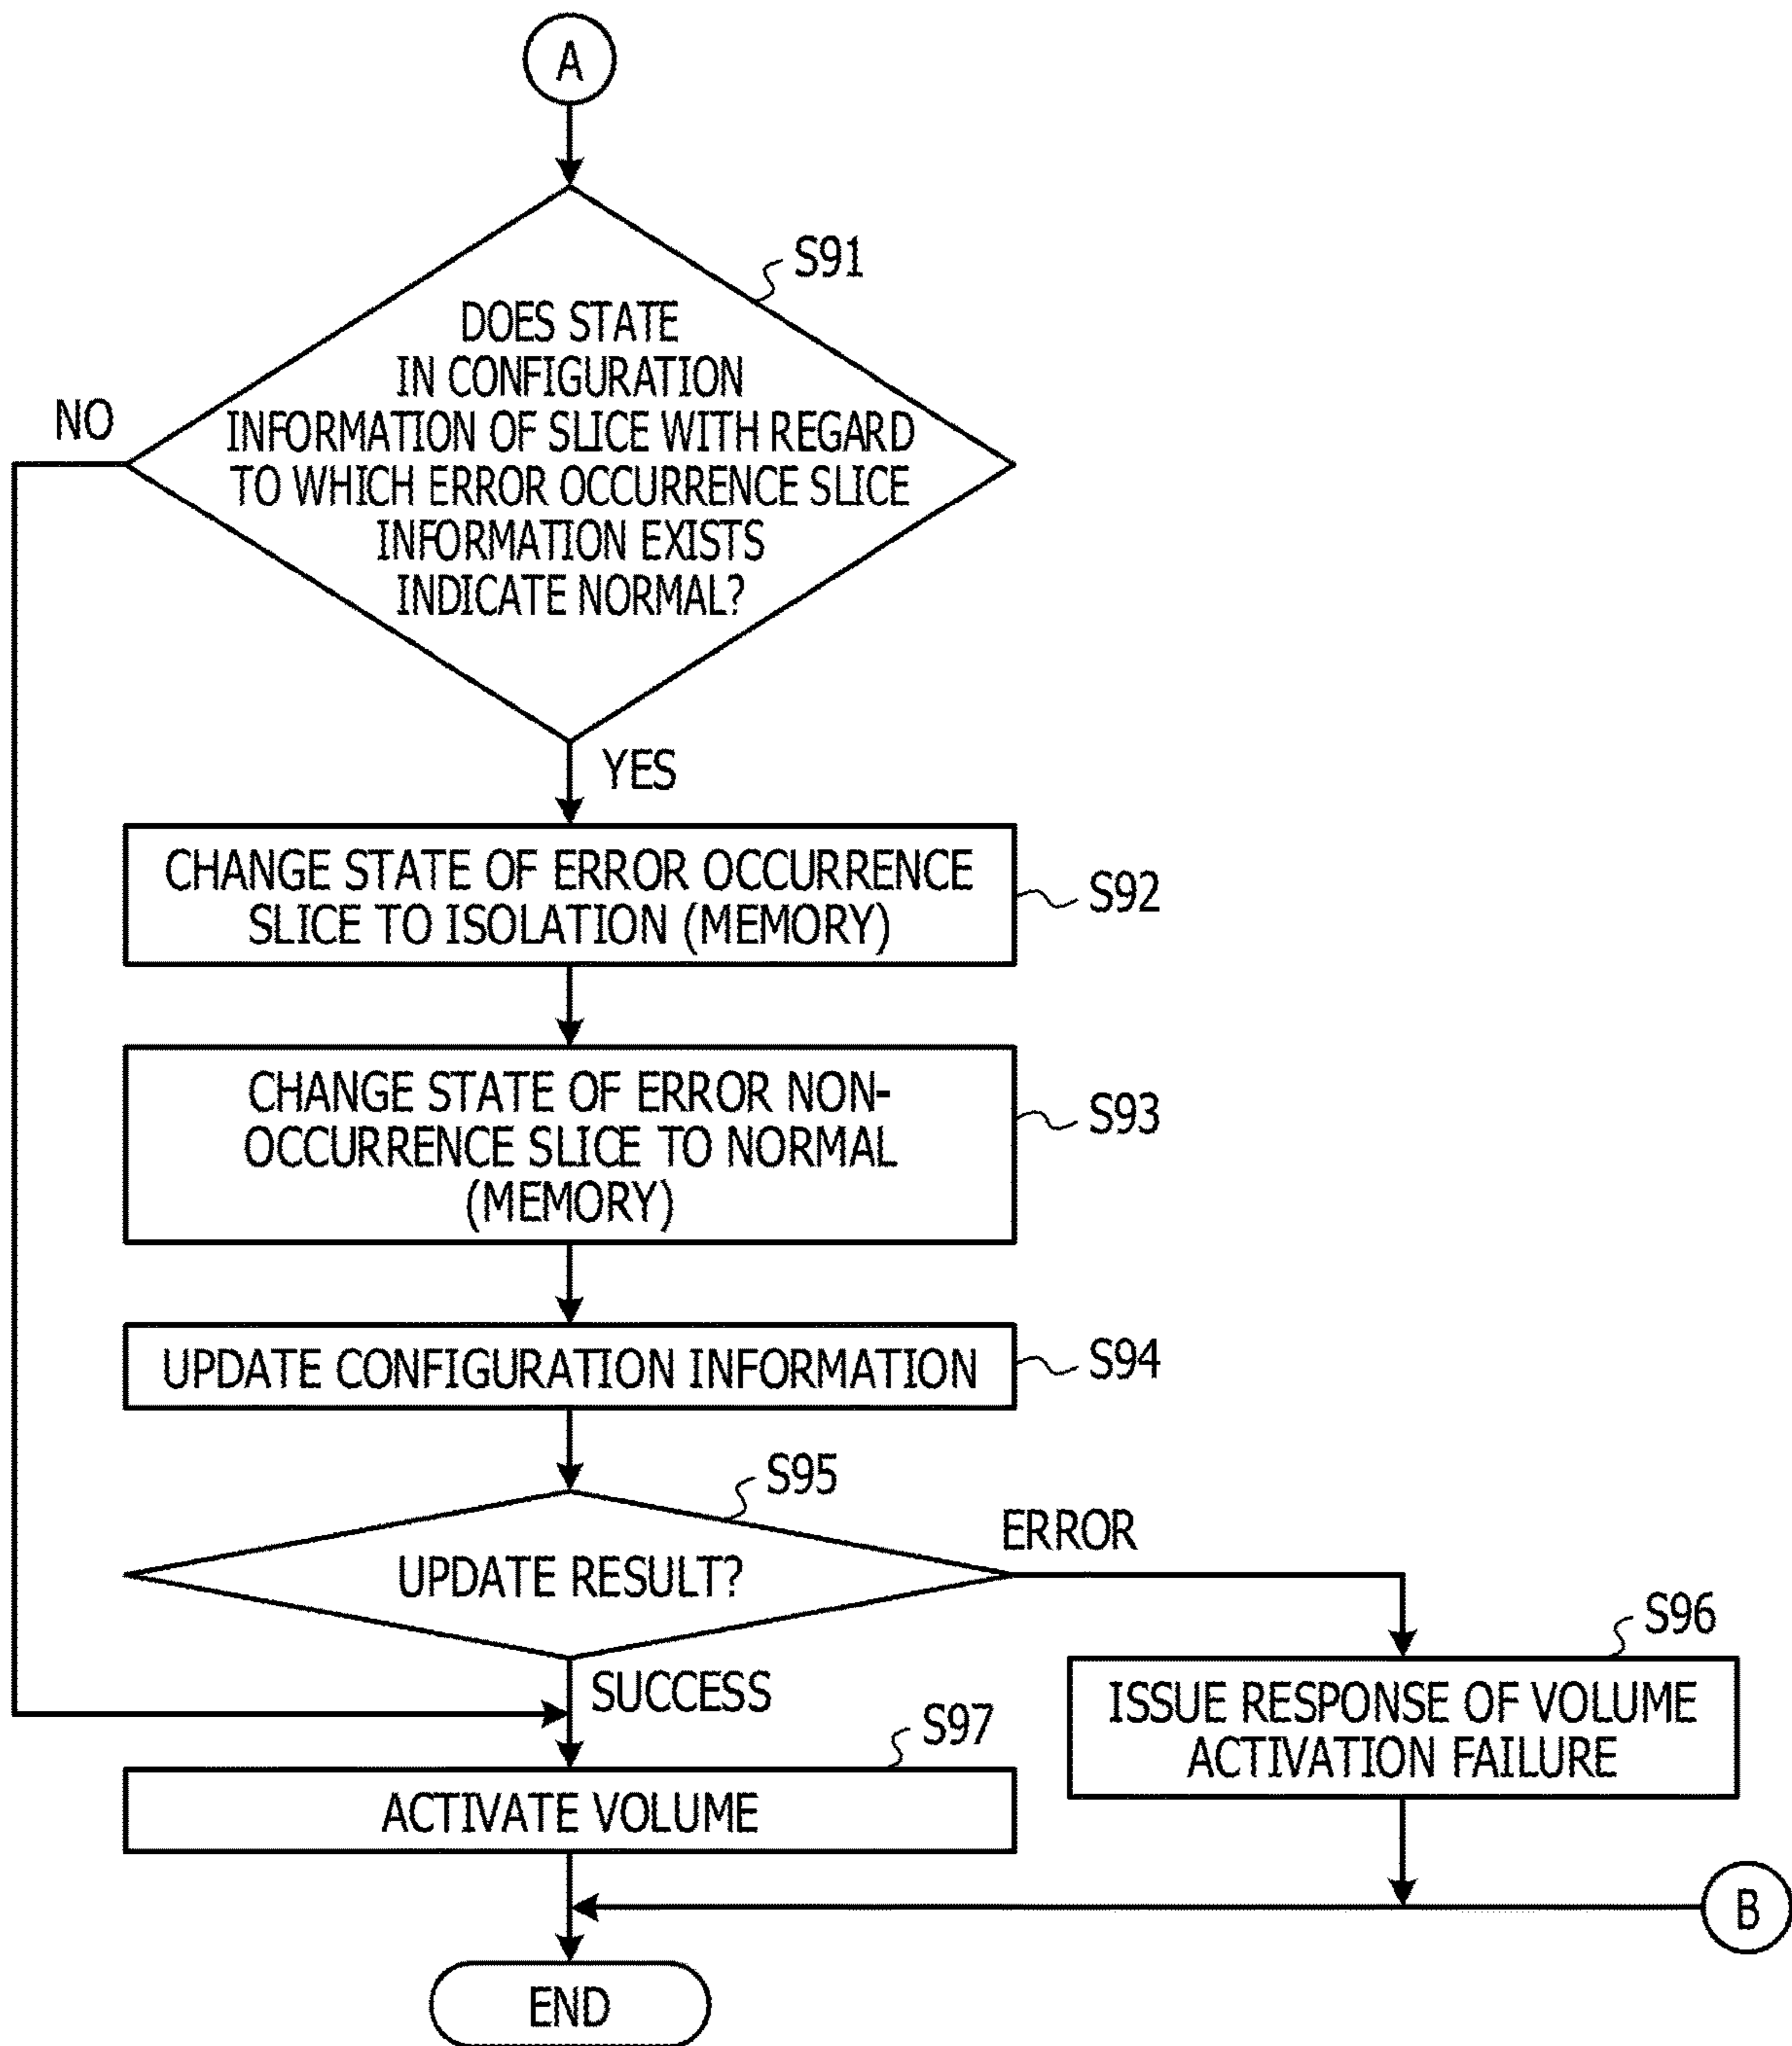 A
S91
DOES STATE
IN CONFIGURATION
INFORMATION OF SLICE WITH REGARD
TO WHICH ERROR OCCURRENCE SLICE
INFORMATION EXISTS
INDICATE NORMAL?
NO
YES
CHANGE STATE OF ERROR OCCURRENCE
SLICE TO ISOLATION (MEMORY)
S92
CHANGE STATE OF ERROR NON-
OCCURRENCE SLICE TO NORMAL
(MEMORY)
S93
UPDATE CONFIGURATION INFORMATION
S94
S95
UPDATE RESULT?
ERROR
SUCCESS
S96
ISSUE RESPONSE OF VOLUME
ACTIVATION FAILURE
S97
ACTIVATE VOLUME
B
END